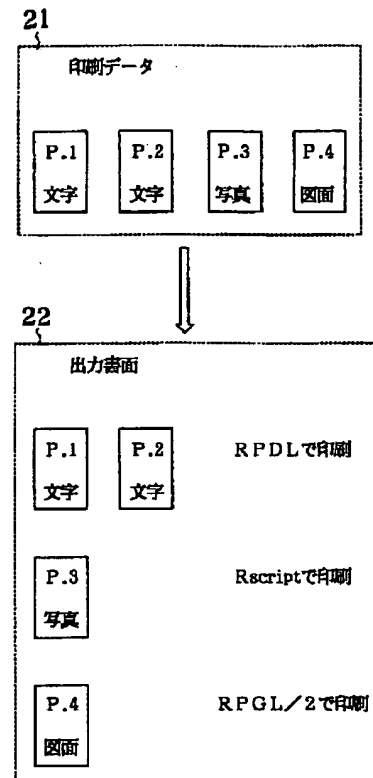 21
印刷データ
P.1 P.2 P.3 P.4
文字 文字 写真 図面
22
出力書面
P.1 P.2 RPDLで印刷
文字 文字
P.3 Rscriptで印刷
写真
P.4 RPGL/2で印刷
図面